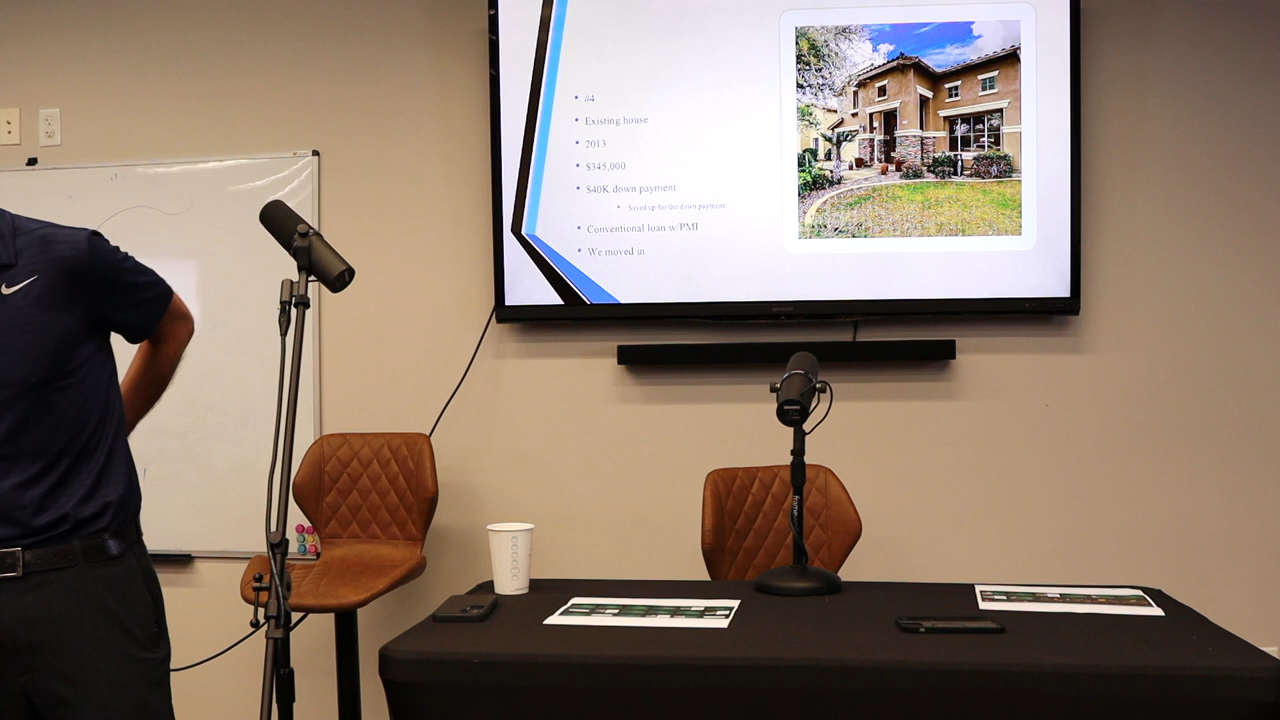 #4
Existing house
2013
$345,000
$40K down payment
Saved up for the down payment
Conventional loan w/PMI
We moved in